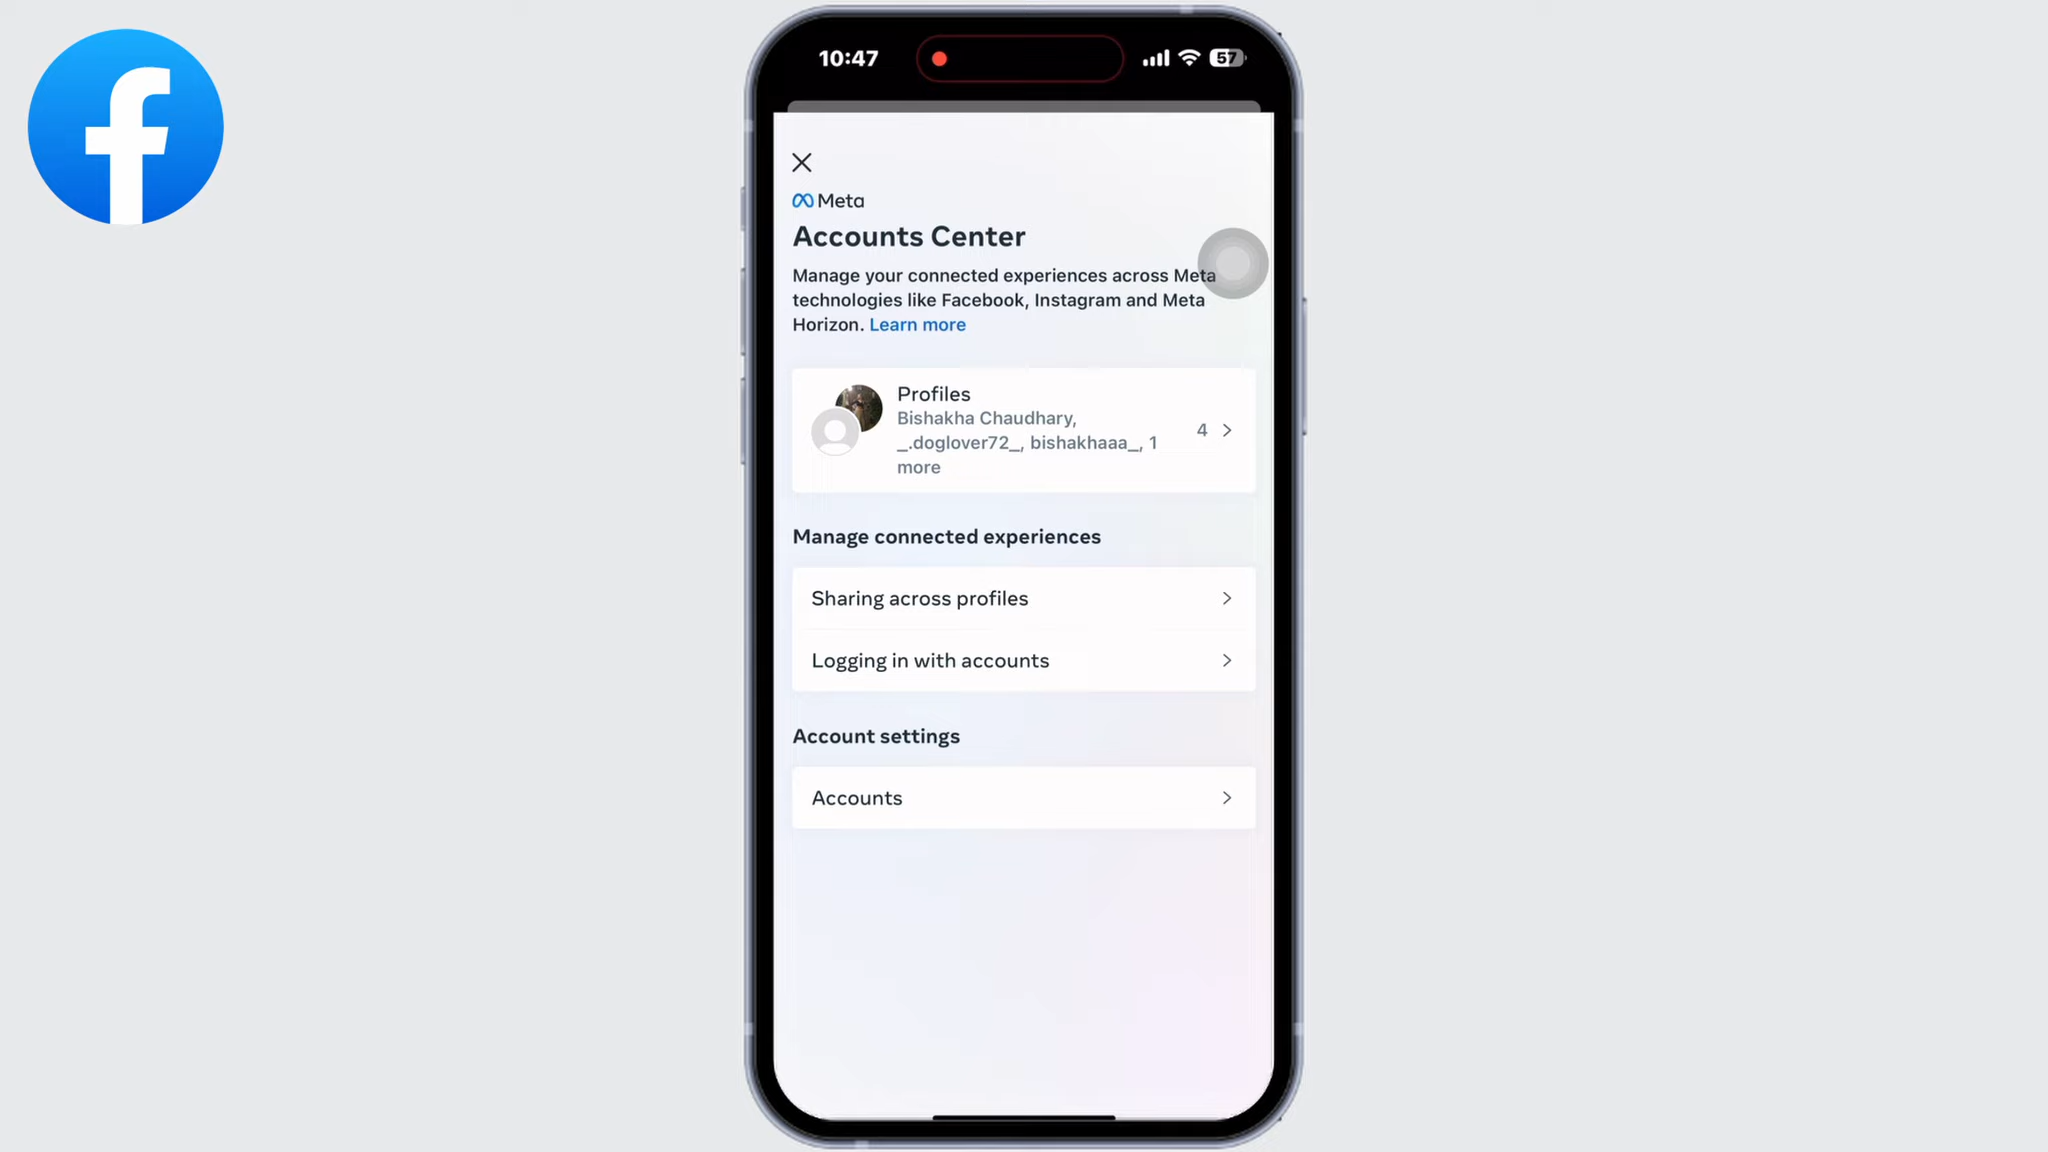 10:47
57
Meta
Accounts Center
Manage your connected experiences across Meta
technologies like Facebook, Instagram and Meta
Horizon. Learn more
Profiles
Bishakha Chaudhary,
_.doglover72_, bishakhaaa_, 1
more
4
Manage connected experiences
Sharing across profiles
Logging in with accounts
Account settings
Accounts